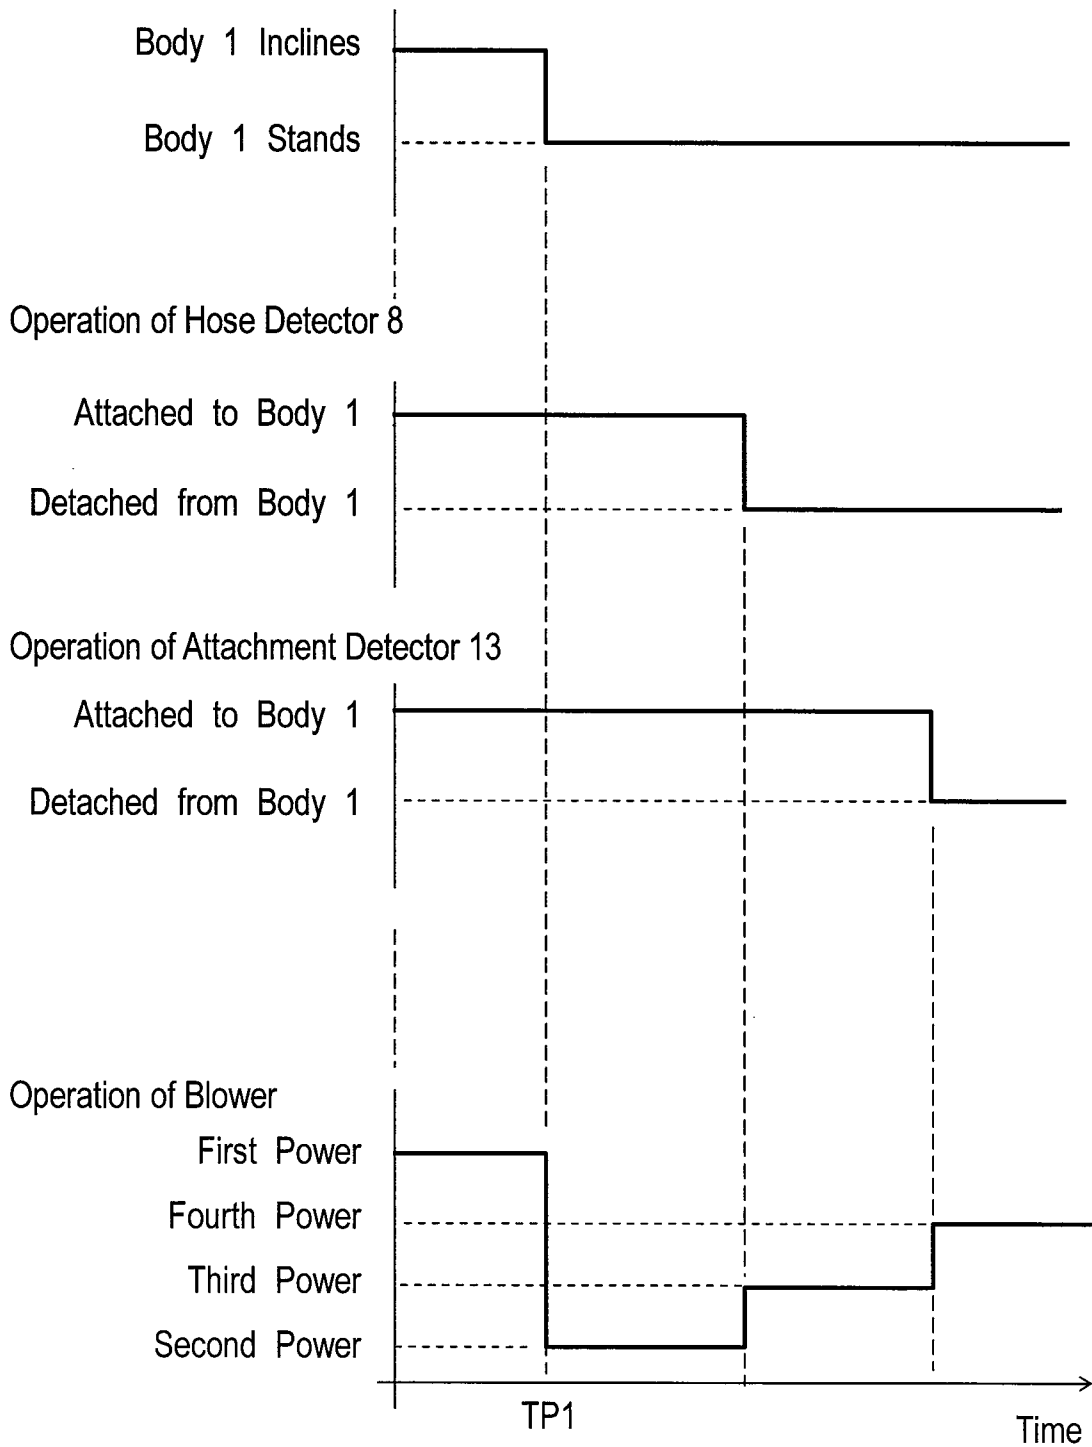 Body 1 Inclines
Body 1 Stands
Operation of Hose Detector 8
Attached to Body 1
Detached from Body 1
Operation of Attachment Detector 13
Attached to Body 1
Detached from Body 1
Operation of Blower
First Power
Fourth Power
Third Power
Second Power
TP1
Time